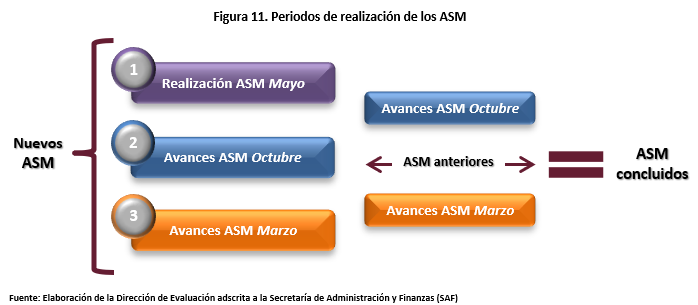 Figura 11. Periodos de realización de los ASM
Nuevos
ASM
1
Realización ASM Mayo
2
Avances ASM Octubre
3
Avances ASM Marzo
Avances ASM Octubre
ASM anteriores
Avances ASM Marzo
ASM
concluidos
Fuente: Elaboración de la Dirección de Evaluación adscrita a la Secretaría de Administración y Finanzas (SAF)